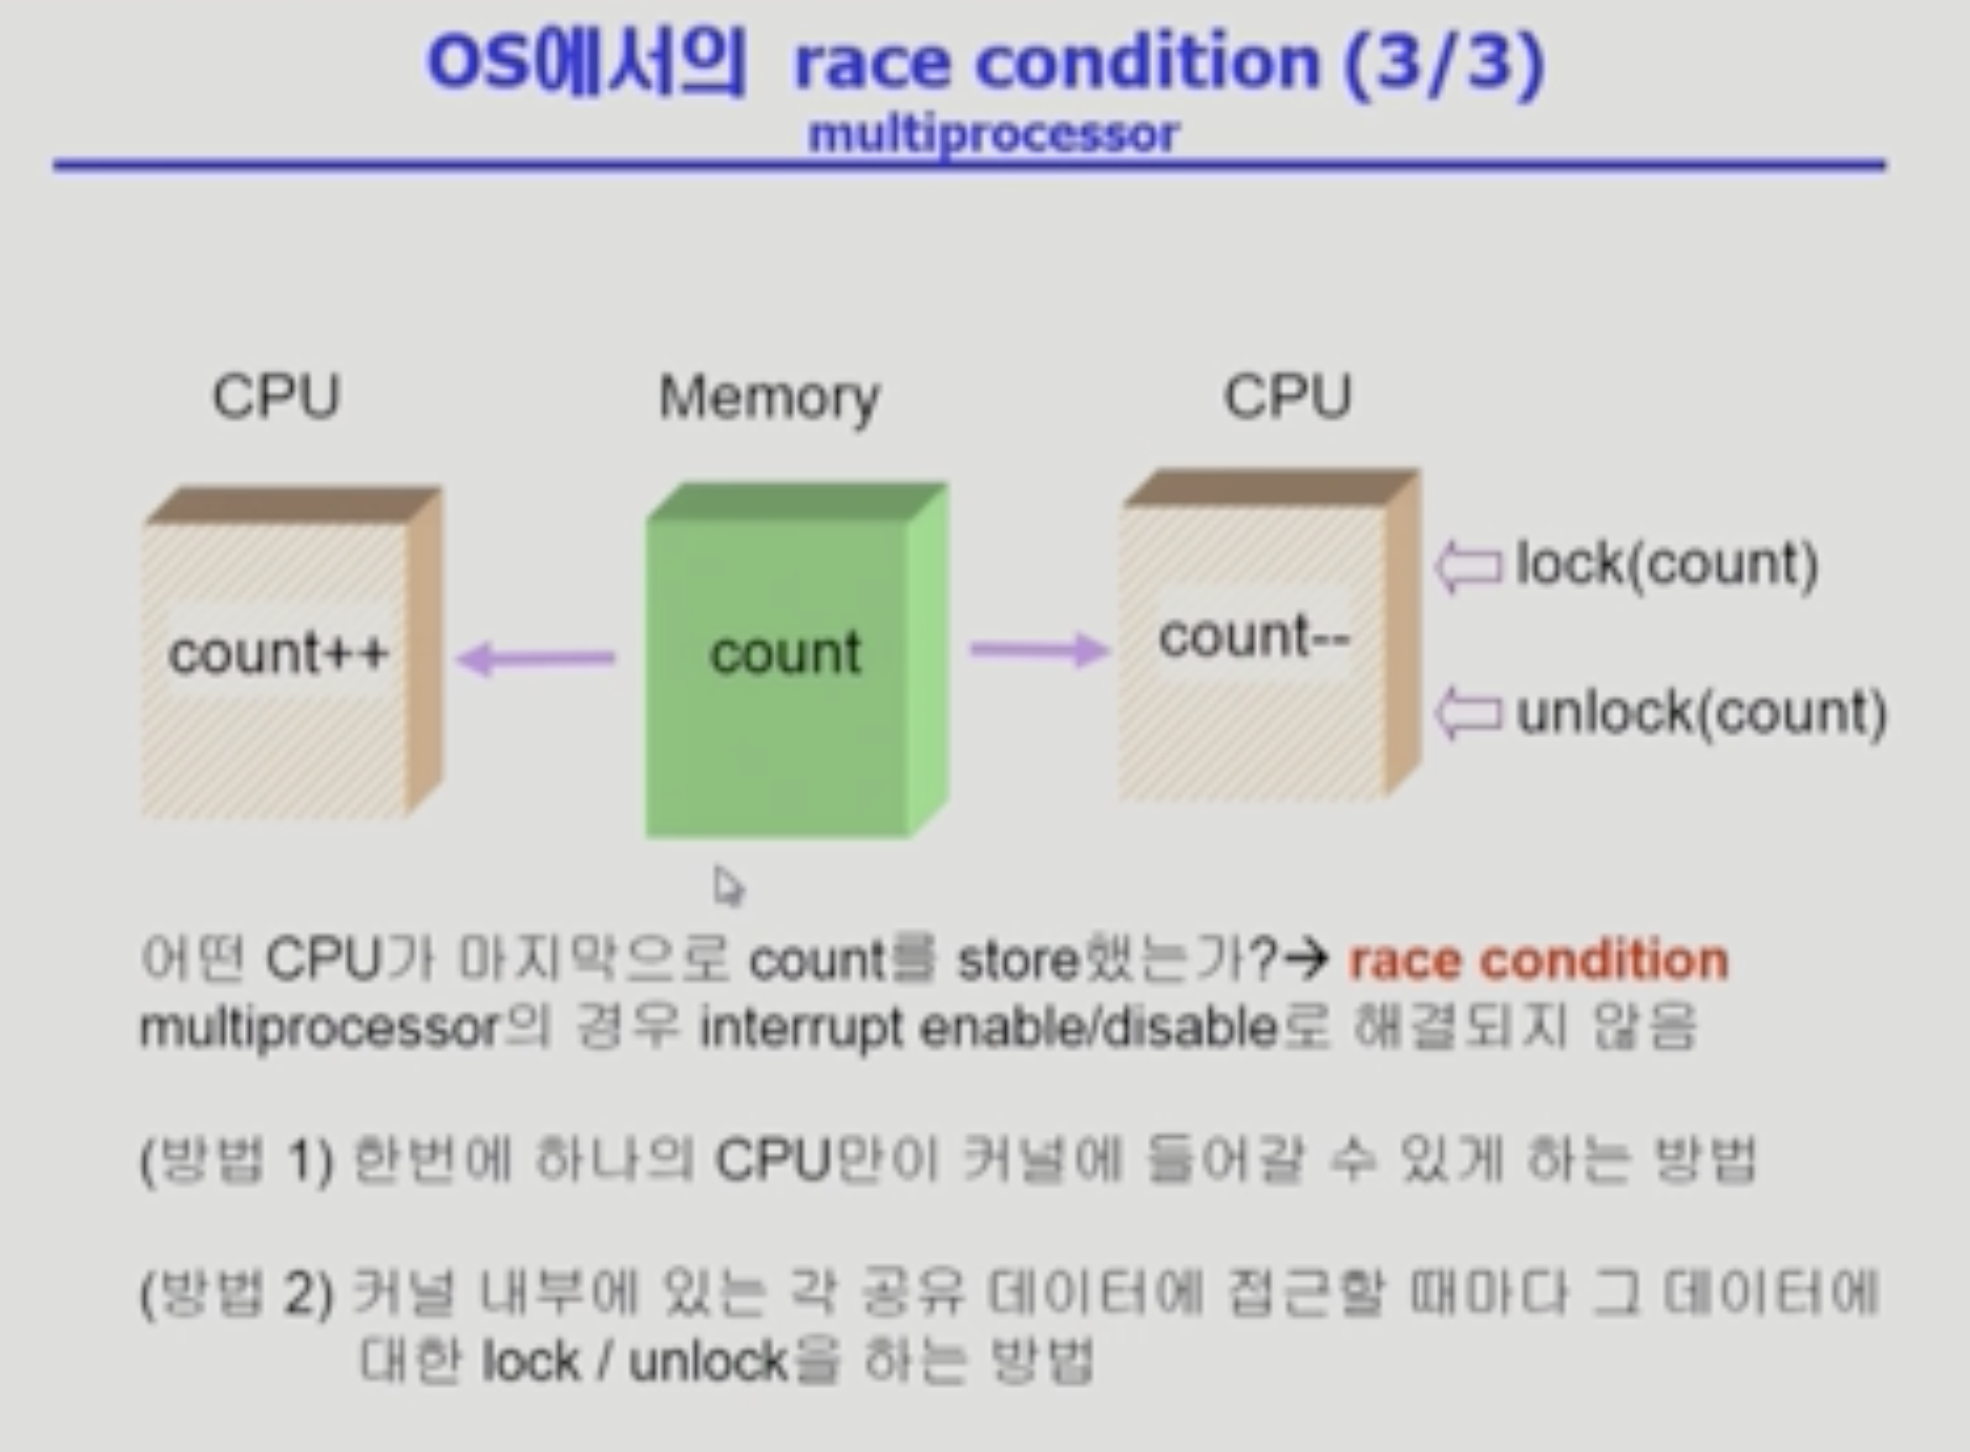 OS에서의 race condition (3/3)
multiprocessor
CPU
Memory
CPU
count++
count
count--
lock(count)
unlock(count)
어떤 CPU가 마지막으로 count를 store했는가?→ race condition
multiprocessor의 경우 interrupt enable/disable로 해결되지 않음
(방법 1) 한번에 하나의 CPU만이 커널에 들어갈 수 있게 하는 방법
(방법 2) 커널 내부에 있는 각 공유 데이터에 접근할 때마다 그 데이터에
대한 lock / unlock을 하는 방법